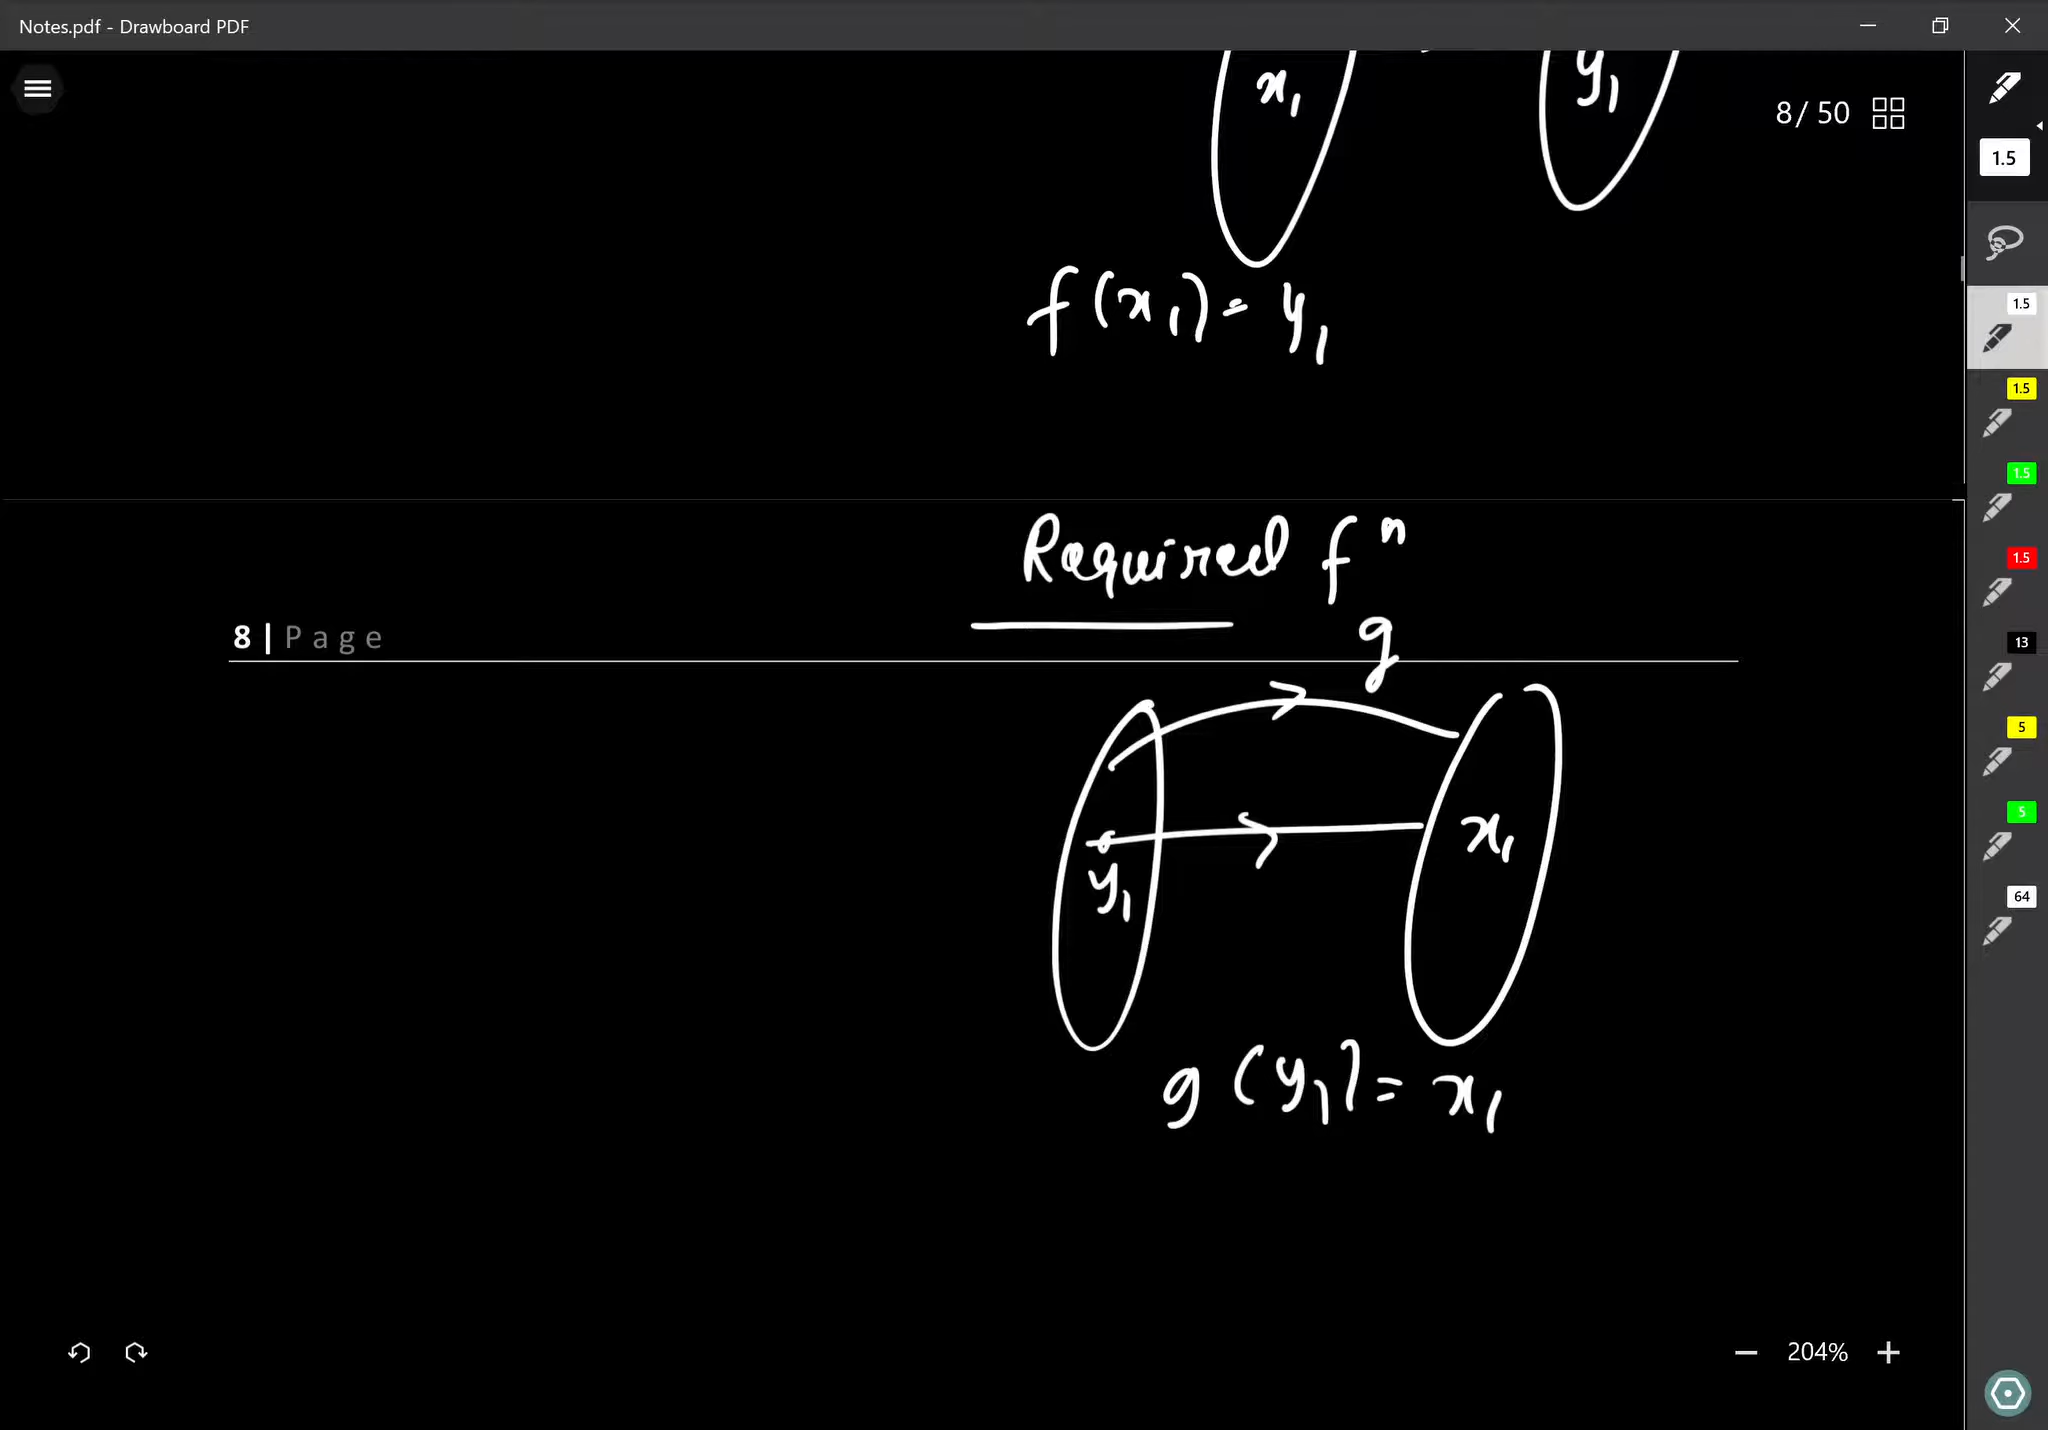 Notes.pdf - Drawboard PDF
x₁ y₁
8/ 50
1.5
f(x₁) = y₁
1.5
1.5
1.5
1.5
13
5
5
64
Required fⁿ
8 | Page
g
y₁ x₁
g(y₁) = x₁
204%